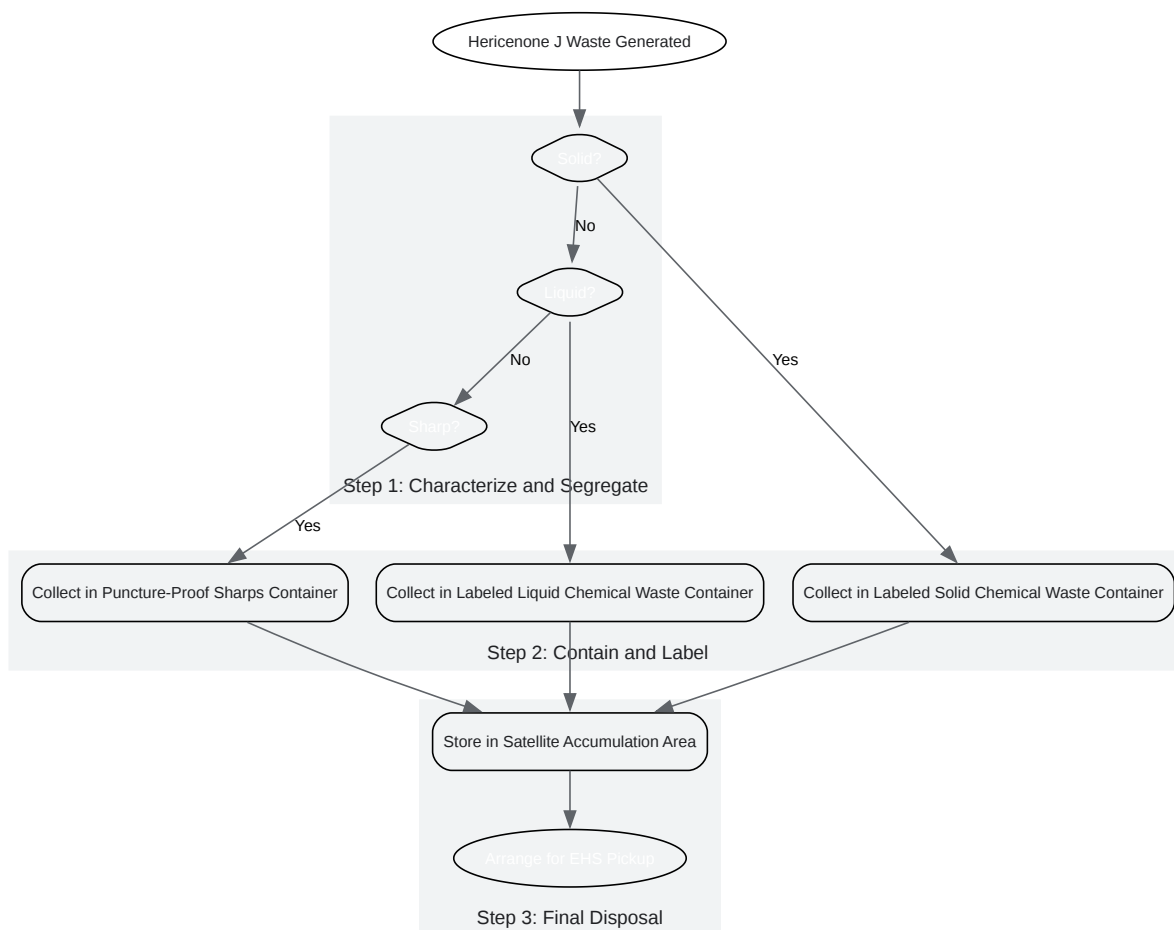 Hericenone J Waste Generated
Solid?
No
Liquid?
No
Yes
Sharp?
Yes
Step 1: Characterize and Segregate
Yes
Collect in Puncture-Proof Sharps Container
Collect in Labeled Liquid Chemical Waste Container
Collect in Labeled Solid Chemical Waste Container
Step 2: Contain and Label
Store in Satellite Accumulation Area
Arrange for EHS Pickup
Step 3: Final Disposal